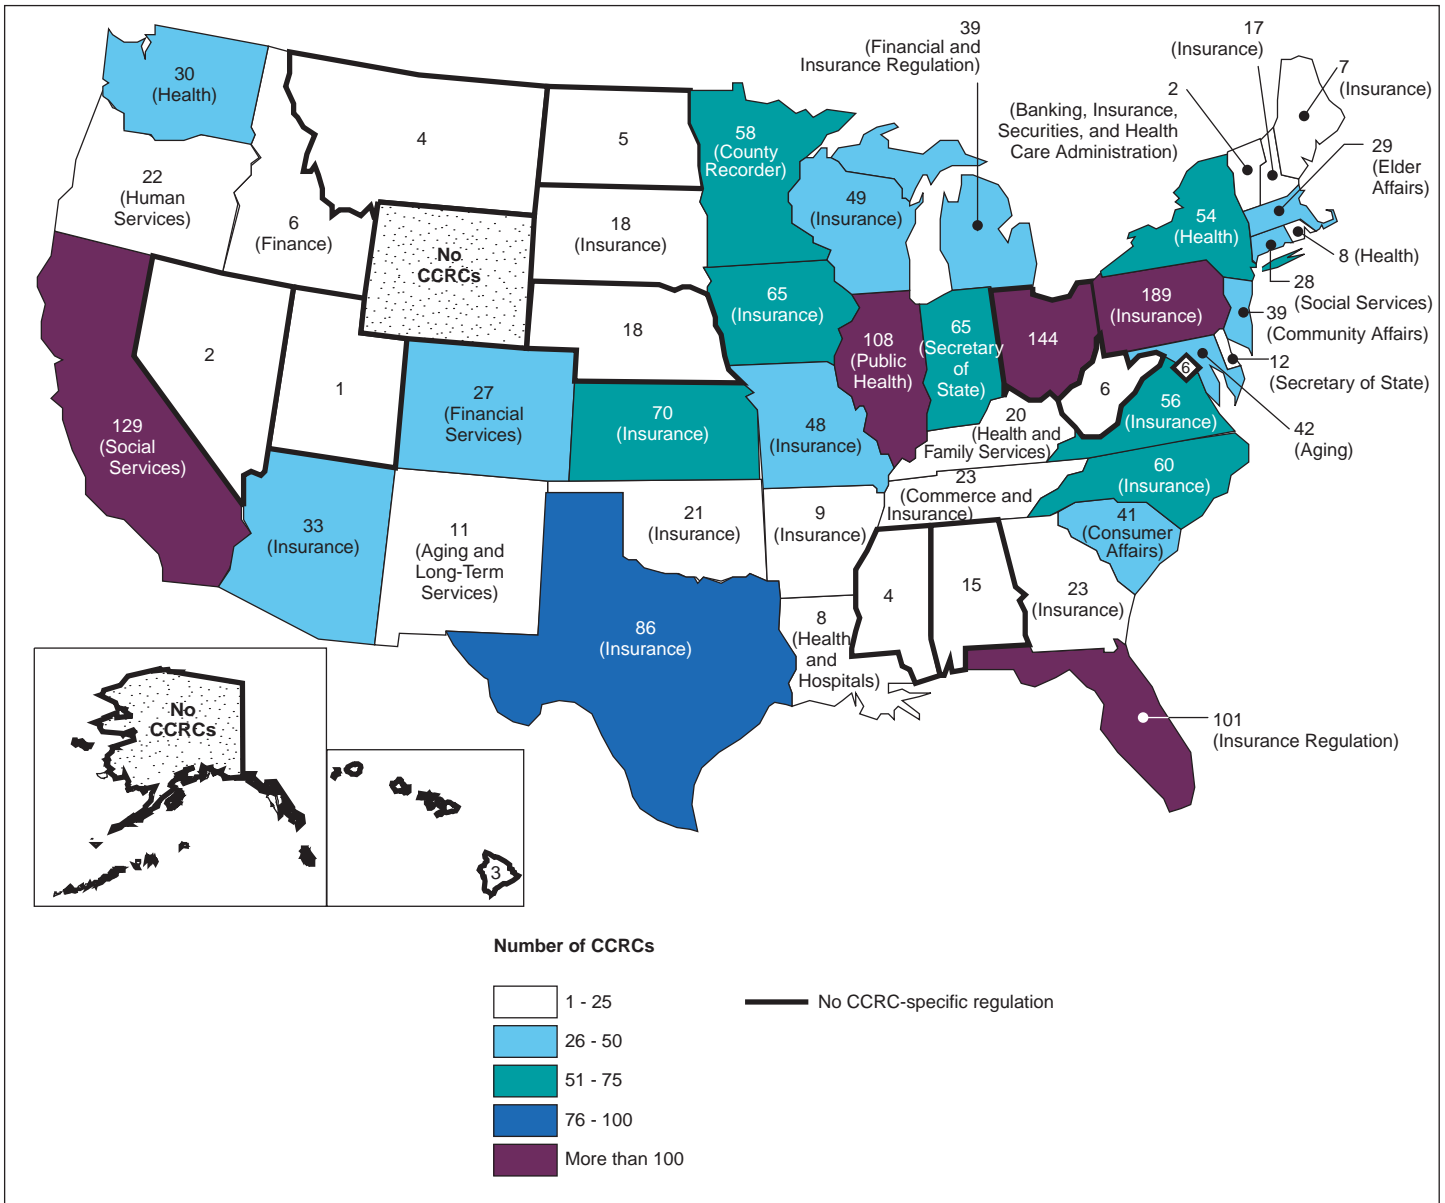 39
(Financial and
Insurance Regulation)
17
(Insurance)
7
(Insurance)
2
(Banking, Insurance,
Securities, and Health
Care Administration)
29
(Elder
Affairs)
30
(Health)
4
5
58
(County
Recorder)
22
(Human
Services)
6
(Finance)
No
CCRCs
18
(Insurance)
49
(Insurance)
54
(Health)
8 (Health)
28
(Social Services)
39
(Community Affairs)
12
(Secretary of State)
42
(Aging)
2
1
18
65
(Insurance)
108
(Public
Health)
65
(Secretary
of
State)
144
189
(Insurance)
6
6
129
(Social
Services)
27
(Financial
Services)
70
(Insurance)
48
(Insurance)
20
(Health and
Family Services)
56
(Insurance)
33
(Insurance)
11
(Aging and
Long-Term
Services)
21
(Insurance)
9
(Insurance)
23
(Commerce and
Insurance)
60
(Insurance)
41
(Consumer
Affairs)
86
(Insurance)
8
(Health
and
Hospitals)
4
15
23
(Insurance)
101
(Insurance Regulation)
No
CCRCs
3
Number of CCRCs
1 - 25
No CCRC-specific regulation
26 - 50
51 - 75
76 - 100
More than 100